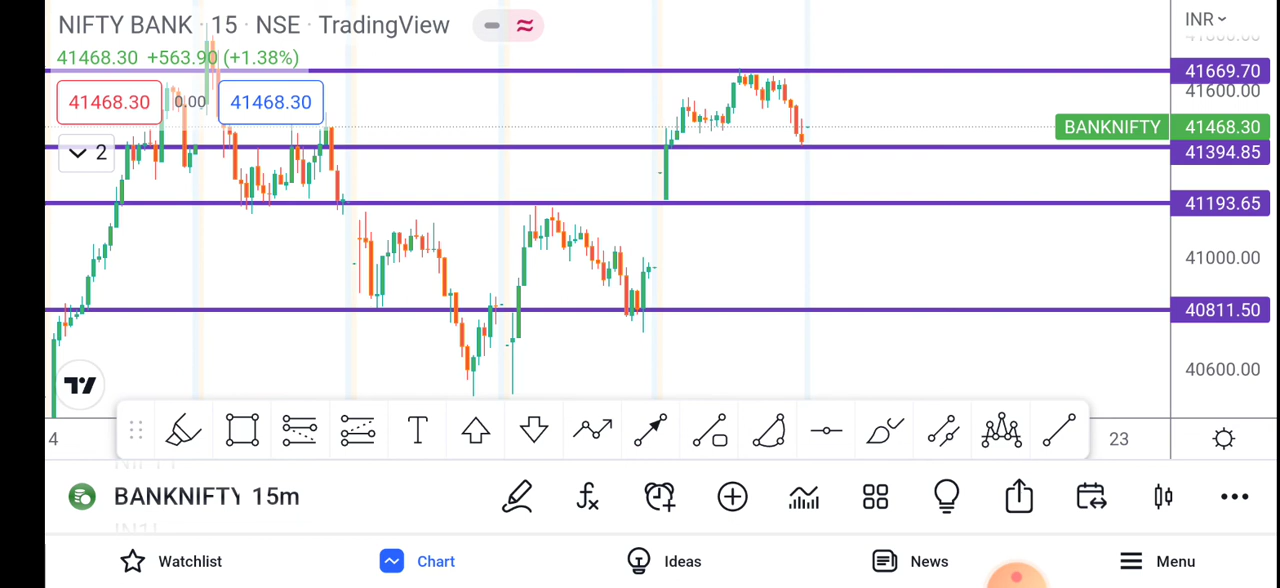 NIFTY BANK · 15 · NSE · TradingView
INR
41468.30 +563.90 (+1.38%)
41669.70
41600.00
41468.30
0.00
41468.30
BANKNIFTY
41468.30
2
41394.85
41193.65
41000.00
40811.50
40600.00
4
T
23
BANKNIFTY 15m
Watchlist
Chart
Ideas
News
Menu